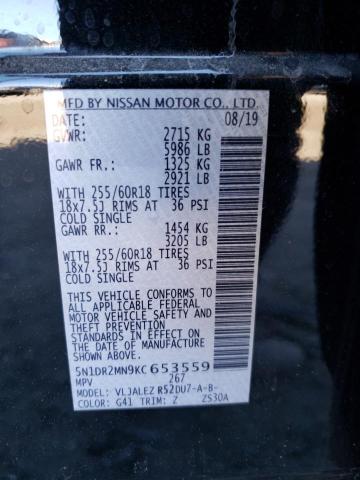 MFD BY NISSAN MOTOR CO., LTD.
DATE: 08/19
GVWR: 2715 KG
5986 LB
GAWR FR.: 1325 KG
2921 LB
WITH 255/60R18 TIRES
18x7.5J RIMS AT 36 PSI
COLD SINGLE
GAWR RR.: 1454 KG
3205 LB
WITH 255/60R18 TIRES
18x7.5J RIMS AT 36 PSI
COLD SINGLE
THIS VEHICLE CONFORMS TO
ALL APPLICABLE FEDERAL
MOTOR VEHICLE SAFETY AND
THEFT PREVENTION
STANDARDS IN EFFECT ON
THE DATE OF MANUFACTURE
SHOWN ABOVE.
5N1DR2MN9KC653559
MPV 267
MODEL: VLJALEZ R52DU7-A-B-
COLOR: G41 TRIM: Z ZS30A